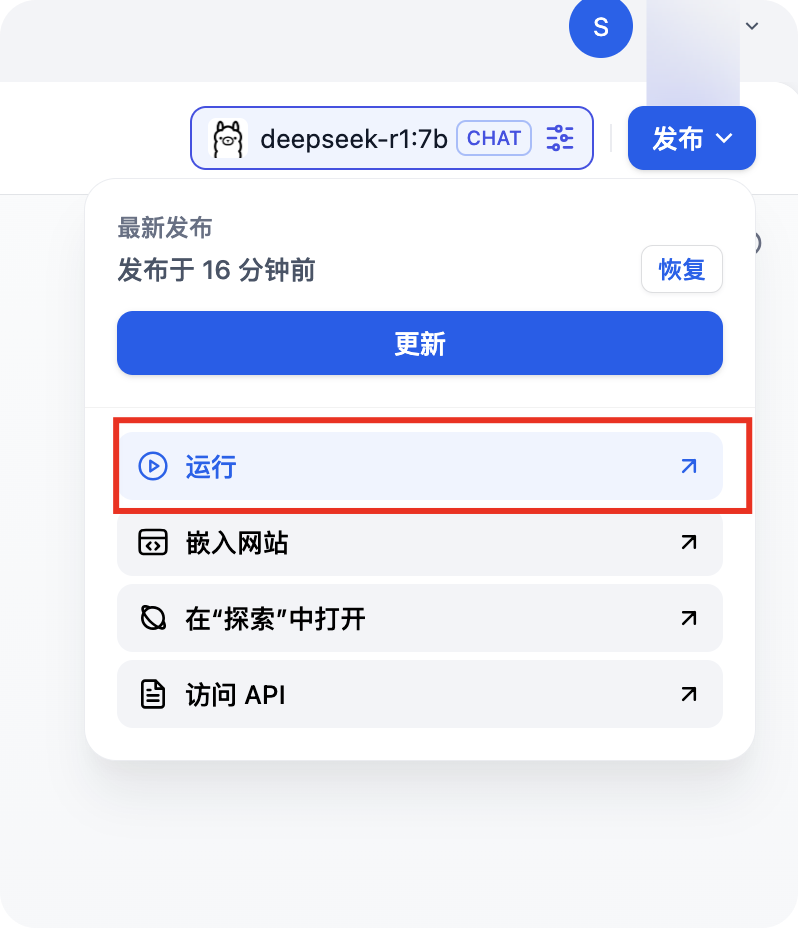 S
deepseek-r1:7b CHAT
发布
最新发布
发布于 16 分钟前
恢复
更新
运行
嵌入网站
在“探索”中打开
访问 API